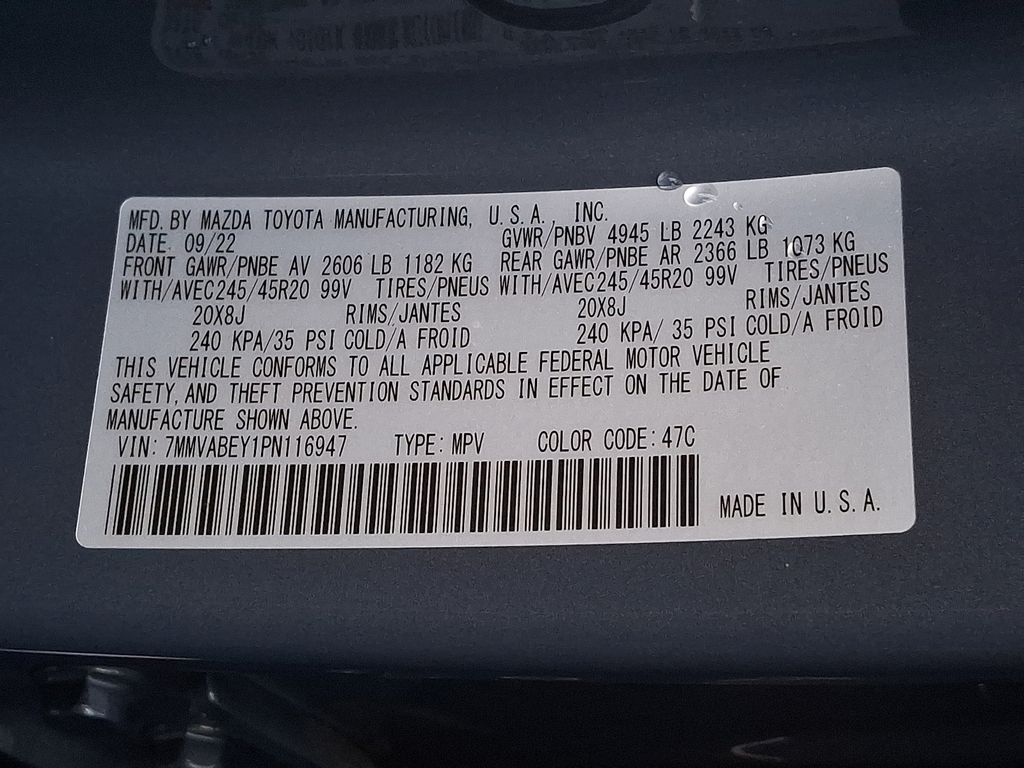 MFD. BY MAZDA TOYOTA MANUFACTURING, U.S.A., INC.
DATE. 09/22 GVWR/PNBV 4945 LB 2243 KG
FRONT GAWR/PNBE AV 2606 LB 1182 KG REAR GAWR/PNBE AR 2366 LB 1073 KG
WITH/AVEC245/45R20 99V TIRES/PNEUS WITH/AVEC245/45R20 99V TIRES/PNEUS
20X8J RIMS/JANTES 20X8J RIMS/JANTES
240 KPA/35 PSI COLD/A FROID 240 KPA/ 35 PSI COLD/A FROID
THIS VEHICLE CONFORMS TO ALL APPLICABLE FEDERAL MOTOR VEHICLE
SAFETY, AND THEFT PREVENTION STANDARDS IN EFFECT ON THE DATE OF
MANUFACTURE SHOWN ABOVE.
VIN: 7MMVABEY1PN116947 TYPE: MPV COLOR CODE: 47C
MADE IN U.S.A.